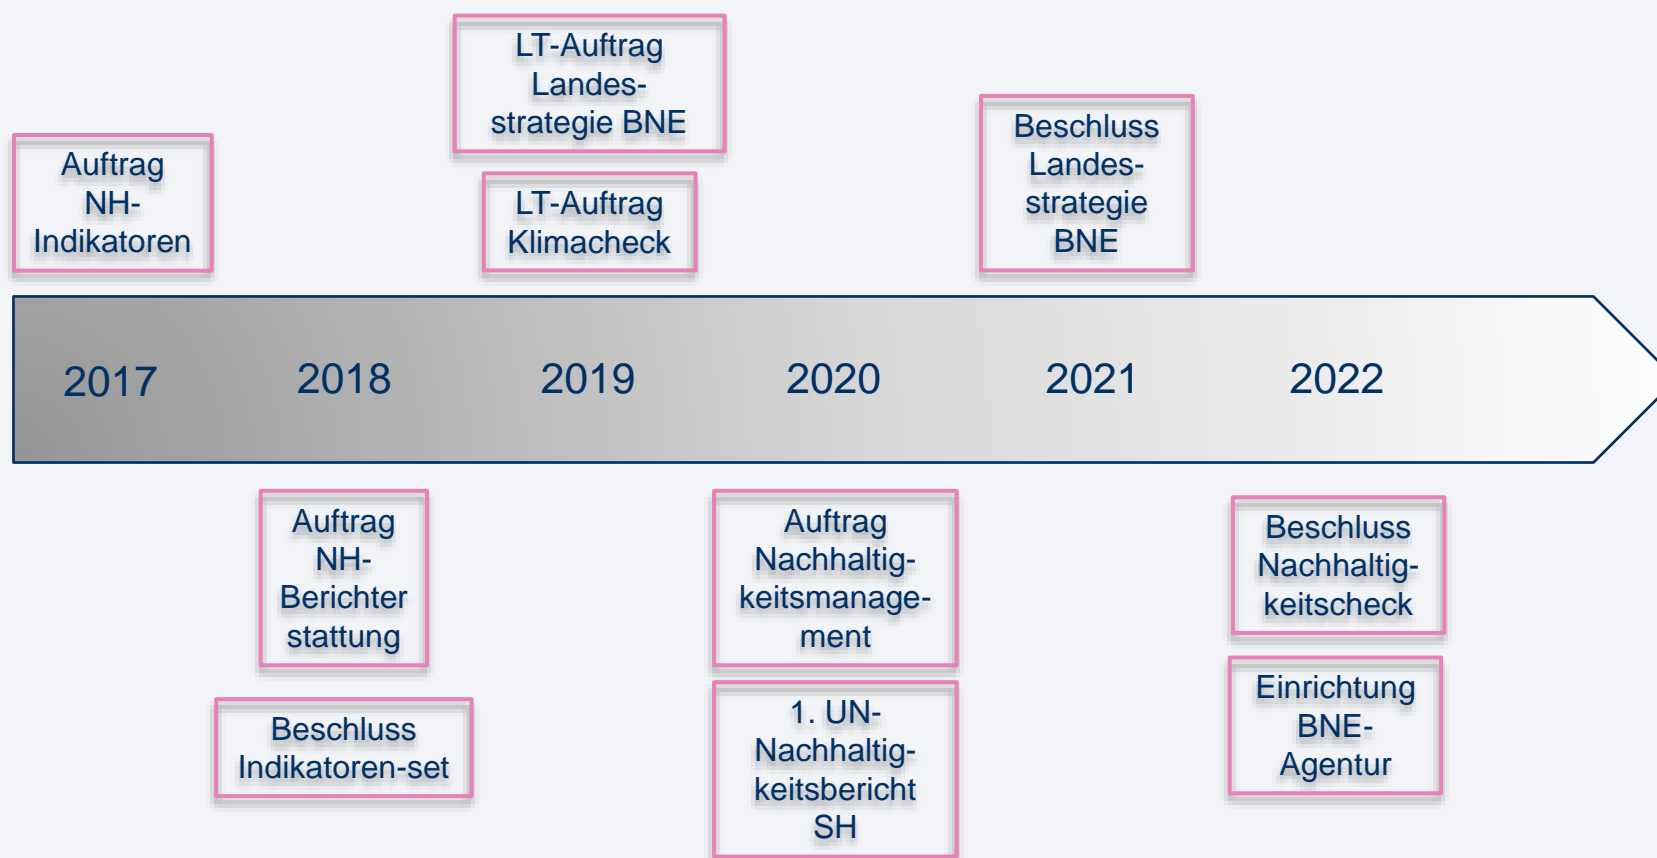 LT-Auftrag
Landes-
strategie BNE
Auftrag
NH-
Indikatoren
LT-Auftrag
Klimacheck
Beschluss
Landes-
strategie
BNE
2017
2018
2019
2020
2021
2022
Auftrag
NH-
Berichter
stattung
Beschluss
Indikatoren-set
Auftrag
Nachhaltig-
keitsmanage-
ment
1. UN-
Nachhaltig-
keitsbericht
SH
Beschluss
Nachhaltig-
keitscheck
Einrichtung
BNE-
Agentur